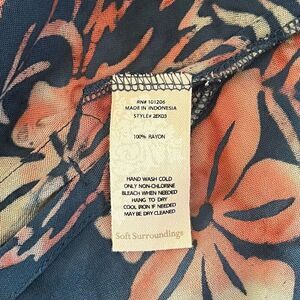 RN# 101206
MADE IN INDONESIA
STYLE# 2EK03
100% RAYON
HAND WASH COLD
ONLY NON-CHLORINE
BLEACH WHEN NEEDED
HANG TO DRY
COOL IRON IF NEEDED
MAY BE DRY CLEANED
Soft Surroundings